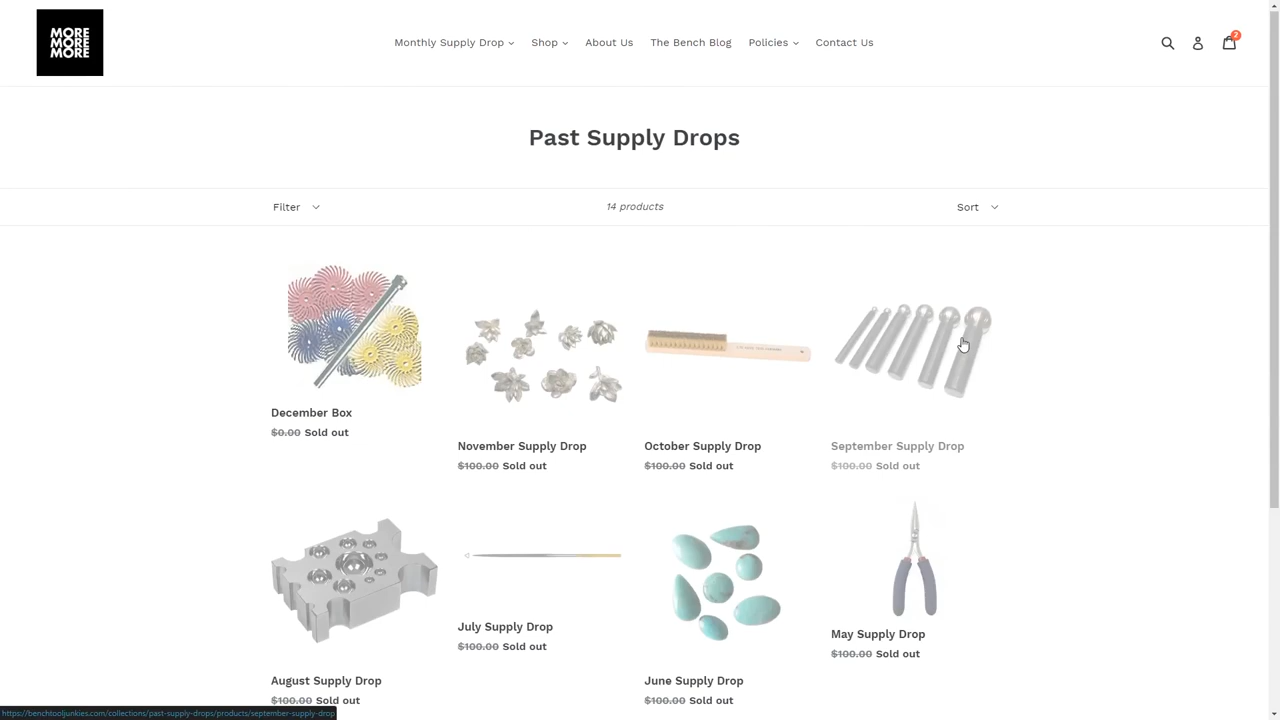 MORE
MORE
MORE
Monthly Supply Drop
Shop
About Us
The Bench Blog
Policies
Contact Us
Past Supply Drops
Filter
14 products
Sort
December Box
$0.00 Sold out
November Supply Drop
$100.00 Sold out
October Supply Drop
$100.00 Sold out
September Supply Drop
$100.00 Sold out
August Supply Drop
$100.00 Sold out
July Supply Drop
$100.00 Sold out
June Supply Drop
$100.00 Sold out
May Supply Drop
$100.00 Sold out
https://benchtooljunkies.com/collections/past-supply-drops/products/september-supply-drop